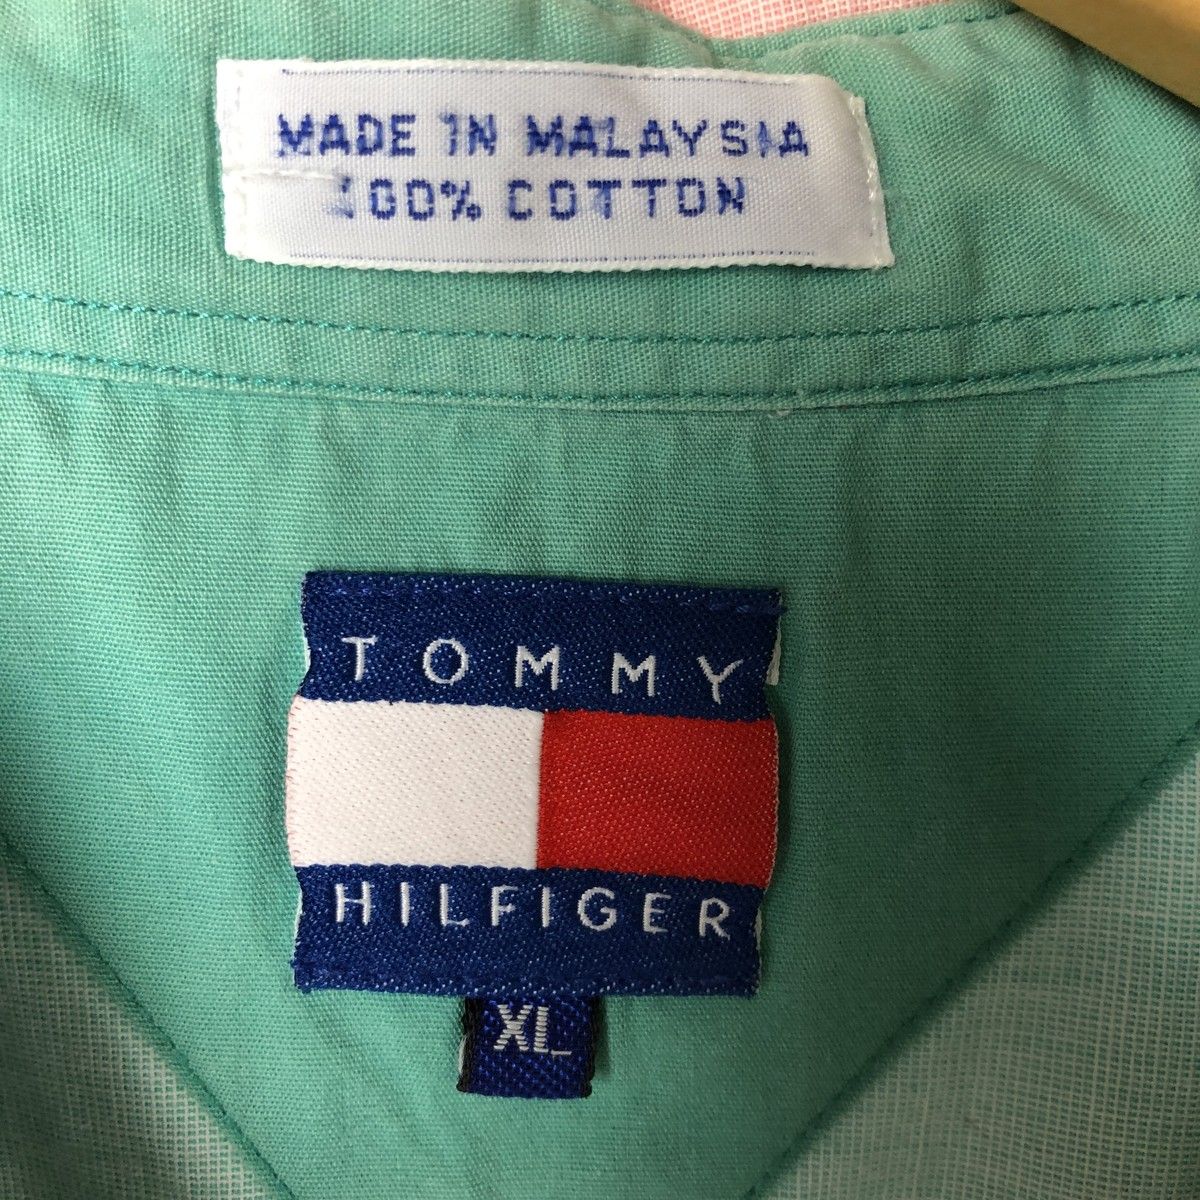 MADE IN MALAYSIA
100% COTTON
TOMMY
HILFIGER
XL